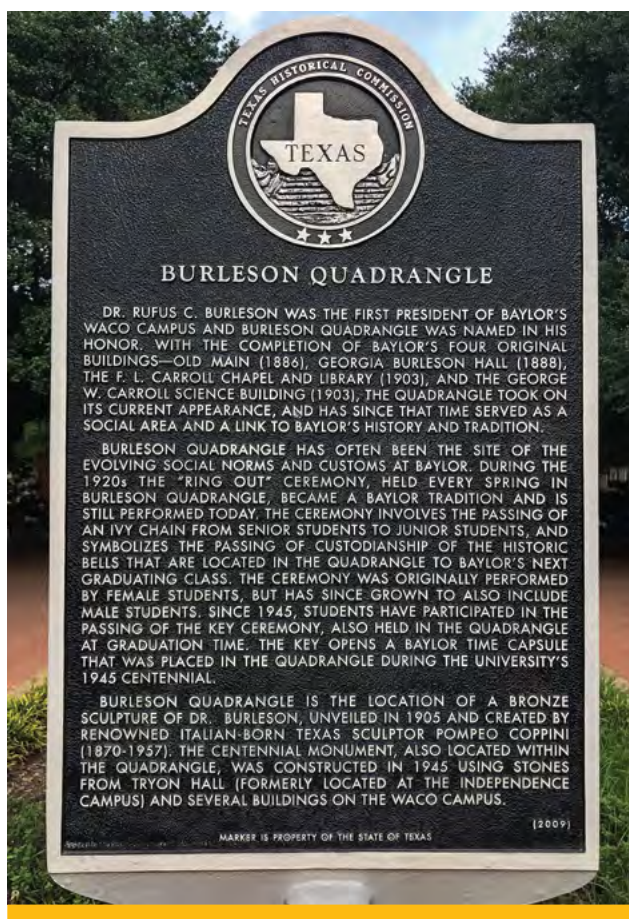 TEXAS HISTORICAL COMMISSION
TEXAS
BURLESON QUADRANGLE
DR. RUFUS C. BURLESON WAS THE FIRST PRESIDENT OF BAYLOR'S
WACO CAMPUS AND BURLESON QUADRANGLE WAS NAMED IN HIS
HONOR. WITH THE COMPLETION OF BAYLOR'S FOUR ORIGINAL
BUILDINGS—OLD MAIN (1886), GEORGIA BURLESON HALL (1888),
THE F. L. CARROLL CHAPEL AND LIBRARY (1903), AND THE GEORGE
W. CARROLL SCIENCE BUILDING (1903), THE QUADRANGLE TOOK ON
ITS CURRENT APPEARANCE, AND HAS SINCE THAT TIME SERVED AS A
SOCIAL AREA AND A LINK TO BAYLOR'S HISTORY AND TRADITION.
BURLESON QUADRANGLE HAS OFTEN BEEN THE SITE OF THE
EVOLVING SOCIAL NORMS AND CUSTOMS AT BAYLOR. DURING THE
1920s THE "RING OUT" CEREMONY, HELD EVERY SPRING IN
BURLESON QUADRANGLE, BECAME A BAYLOR TRADITION AND IS
STILL PERFORMED TODAY. THE CEREMONY INVOLVES THE PASSING OF
AN IVY CHAIN FROM SENIOR STUDENTS TO JUNIOR STUDENTS, AND
SYMBOLIZES THE PASSING OF CUSTODIANSHIP OF THE HISTORIC
BELLS THAT ARE LOCATED IN THE QUADRANGLE TO BAYLOR'S NEXT
GRADUATING CLASS. THE CEREMONY WAS ORIGINALLY PERFORMED
BY FEMALE STUDENTS, BUT HAS SINCE GROWN TO ALSO INCLUDE
MALE STUDENTS. SINCE 1945, STUDENTS HAVE PARTICIPATED IN THE
PASSING OF THE KEY CEREMONY, ALSO HELD IN THE QUADRANGLE
AT GRADUATION TIME. THE KEY OPENS A BAYLOR TIME CAPSULE
THAT WAS PLACED IN THE QUADRANGLE DURING THE UNIVERSITY'S
1945 CENTENNIAL.
BURLESON QUADRANGLE IS THE LOCATION OF A BRONZE
SCULPTURE OF DR. BURLESON, UNVEILED IN 1905 AND CREATED BY
RENOWNED ITALIAN-BORN TEXAS SCULPTOR POMPEO COPPINI
(1870-1957). THE CENTENNIAL MONUMENT, ALSO LOCATED WITHIN
THE QUADRANGLE, WAS CONSTRUCTED IN 1945 USING STONES
FROM TRYON HALL (FORMERLY LOCATED AT THE INDEPENDENCE
CAMPUS) AND SEVERAL BUILDINGS ON THE WACO CAMPUS.
(2009)
MARKER IS PROPERTY OF THE STATE OF TEXAS